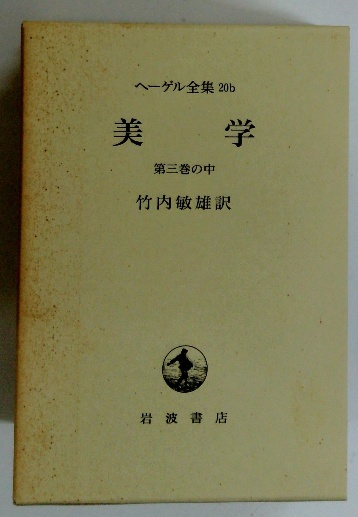 ヘーゲル全集 20b
美 学
第三巻の中
竹内敏雄訳
岩波書店